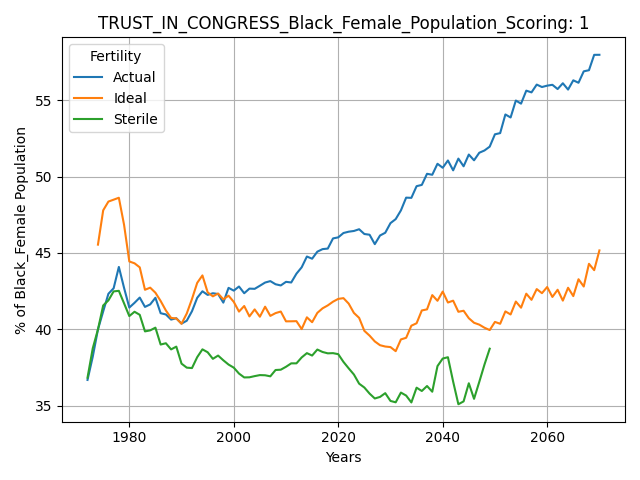 TRUST_IN_CONGRESS_Black_Female_Population_Scoring: 1
Fertility
Actual
Ideal
Sterile
% of Black_Female Population
55
50
45
40
35
1980
2000
2020
2040
2060
Years